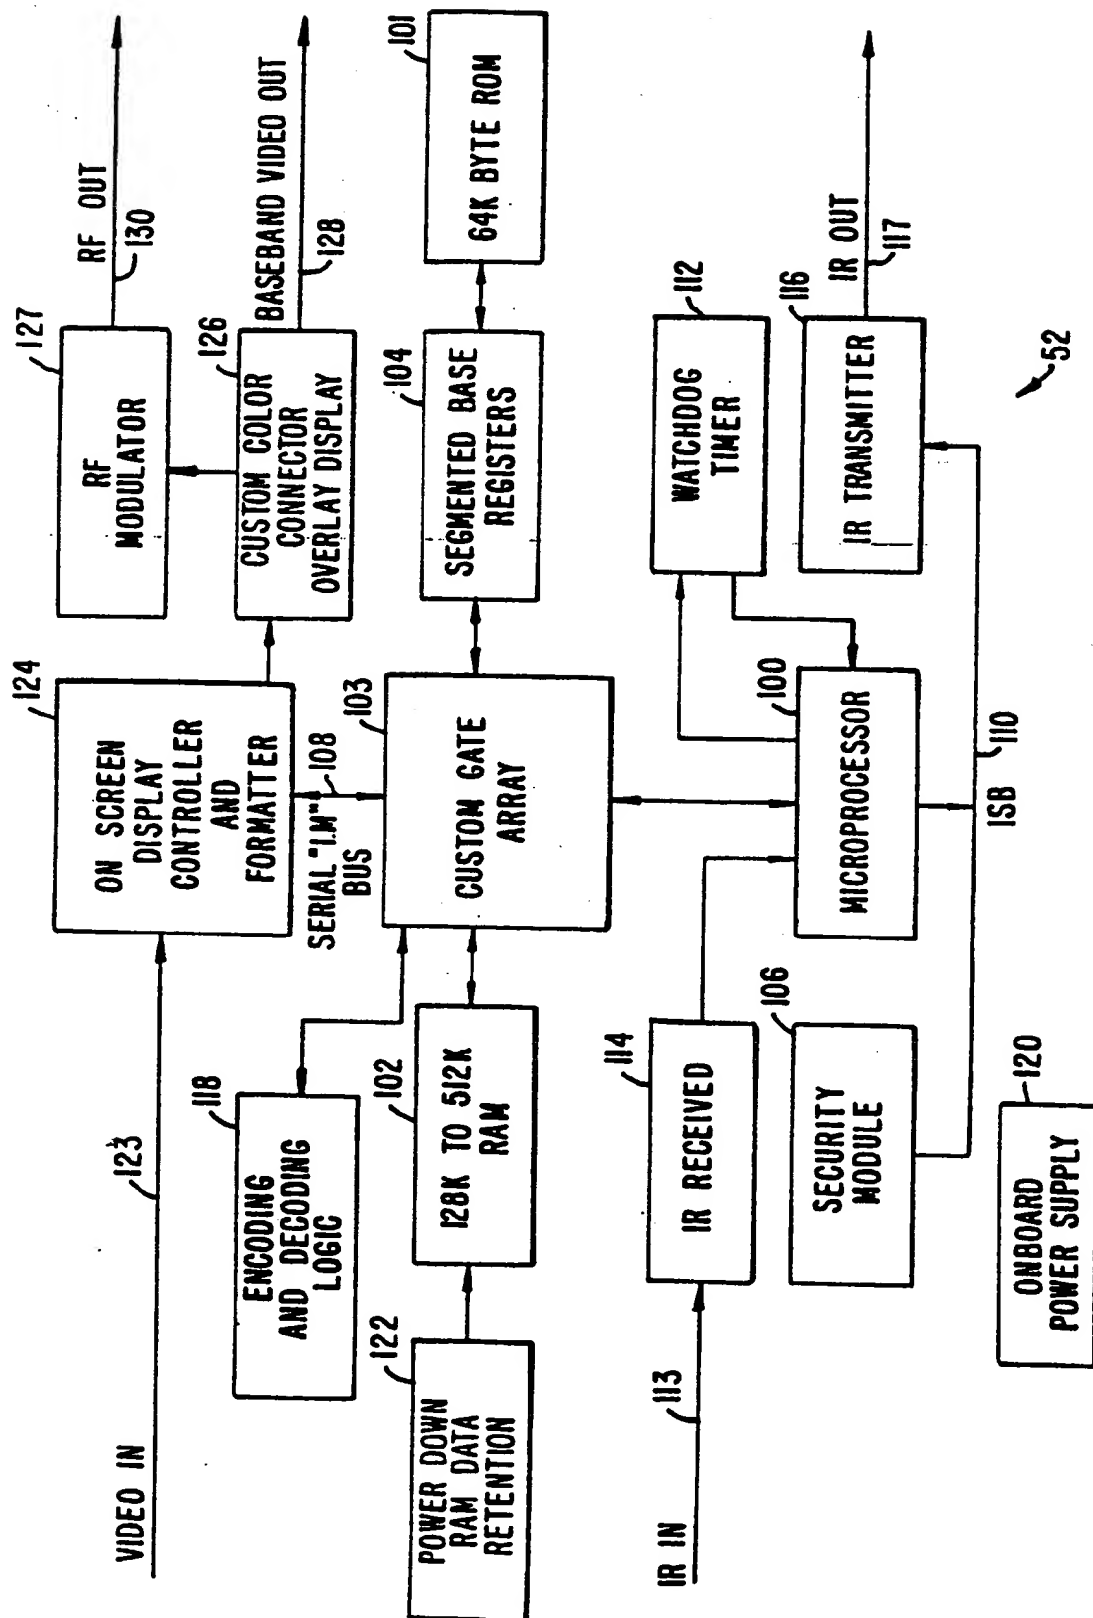 VIDEO IN
123
ON SCREEN
DISPLAY
CONTROLLER
AND
FORMATTER
124
RF
MODULATOR
127
RF OUT
130
CUSTOM COLOR
CONNECTOR
OVERLAY DISPLAY
126
BASEBAND VIDEO OUT
128
ENCODING
AND DECODING
LOGIC
118
SERIAL "I.M"
BUS
108
POWER DOWN
RAM DATA
RETENTION
122
128K TO 512K
RAM
102
CUSTOM GATE
ARRAY
103
SEGMENTED BASE
REGISTERS
104
64K BYTE ROM
101
IR IN
113
IR RECEIVED
114
WATCHDOG
TIMER
112
SECURITY
MODULE
106
MICROPROCESSOR
100
IR TRANSMITTER
116
IR OUT
117
ISB
110
ONBOARD
POWER SUPPLY
120
52